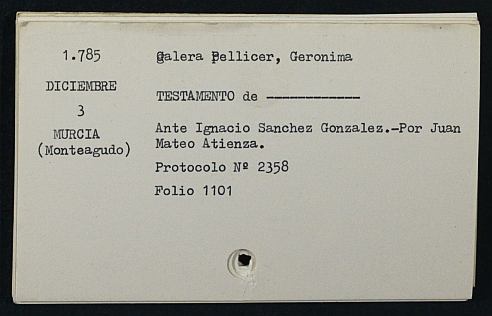 1.785
DICIEMBRE
3
MURCIA
(Monteagudo)
Galera Pellicer, Geronima
TESTAMENTO de ------------
Ante Ignacio Sanchez Gonzalez.-Por Juan
Mateo Atienza.
Protocolo Nº 2358
Folio 1101